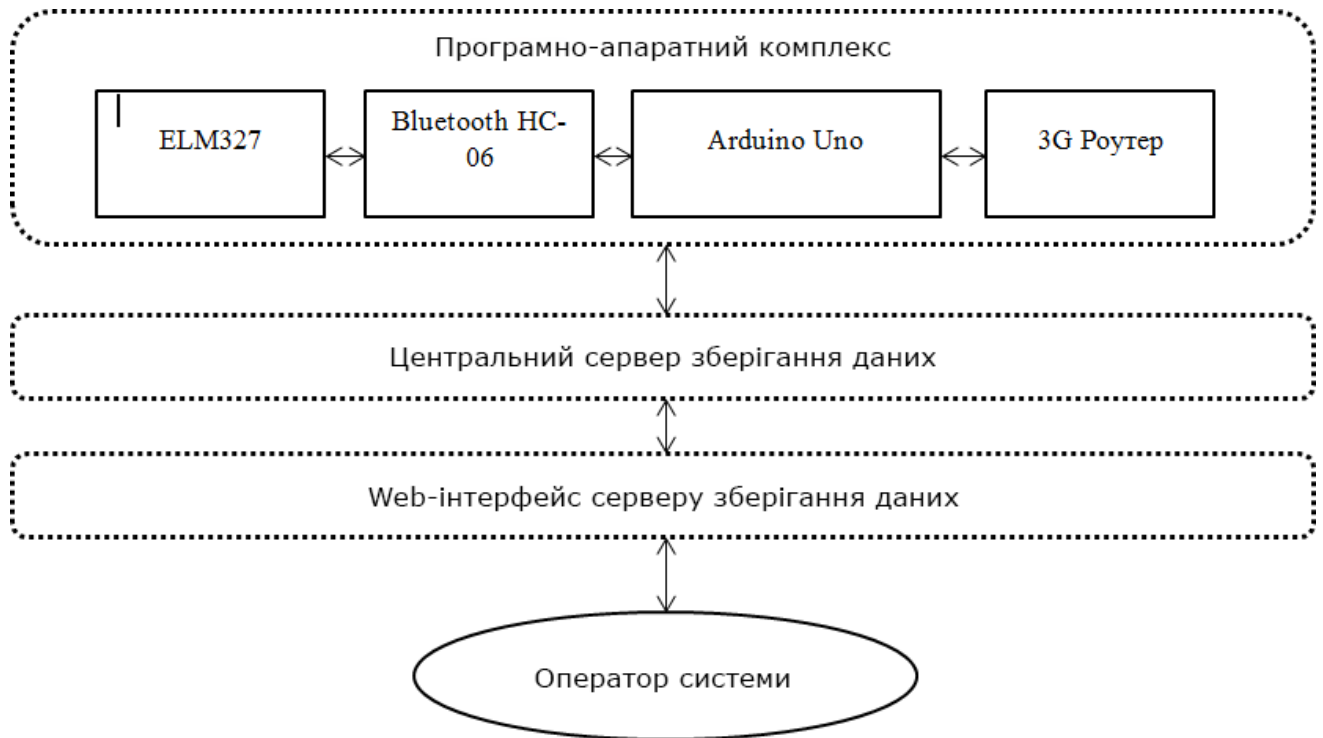 Програмно-апаратний комплекс
ELM327
Bluetooth HC-
06
Arduino Uno
3G Роутер
Центральний сервер зберігання даних
Web-інтерфейс серверу зберігання даних
Оператор системи